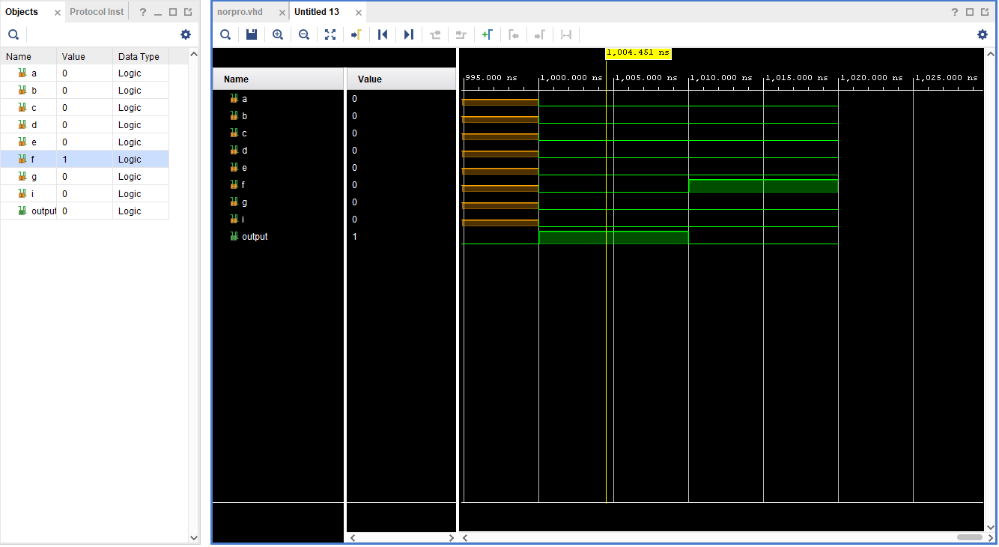 Objects × Protocol Inst ?
Name Value Data Type
a 0 Logic
b 0 Logic
c 0 Logic
d 0 Logic
e 0 Logic
f 1 Logic
g 0 Logic
i 0 Logic
output 0 Logic
norpro.vhd × Untitled 13 × ?
1,004.451 ns
Name Value
995.000 ns 1,000.000 ns 1,005.000 ns 1,010.000 ns 1,015.000 ns 1,020.000 ns 1,025.000 ns
a 0
b 0
c 0
d 0
e 0
f 0
g 0
i 0
output 1